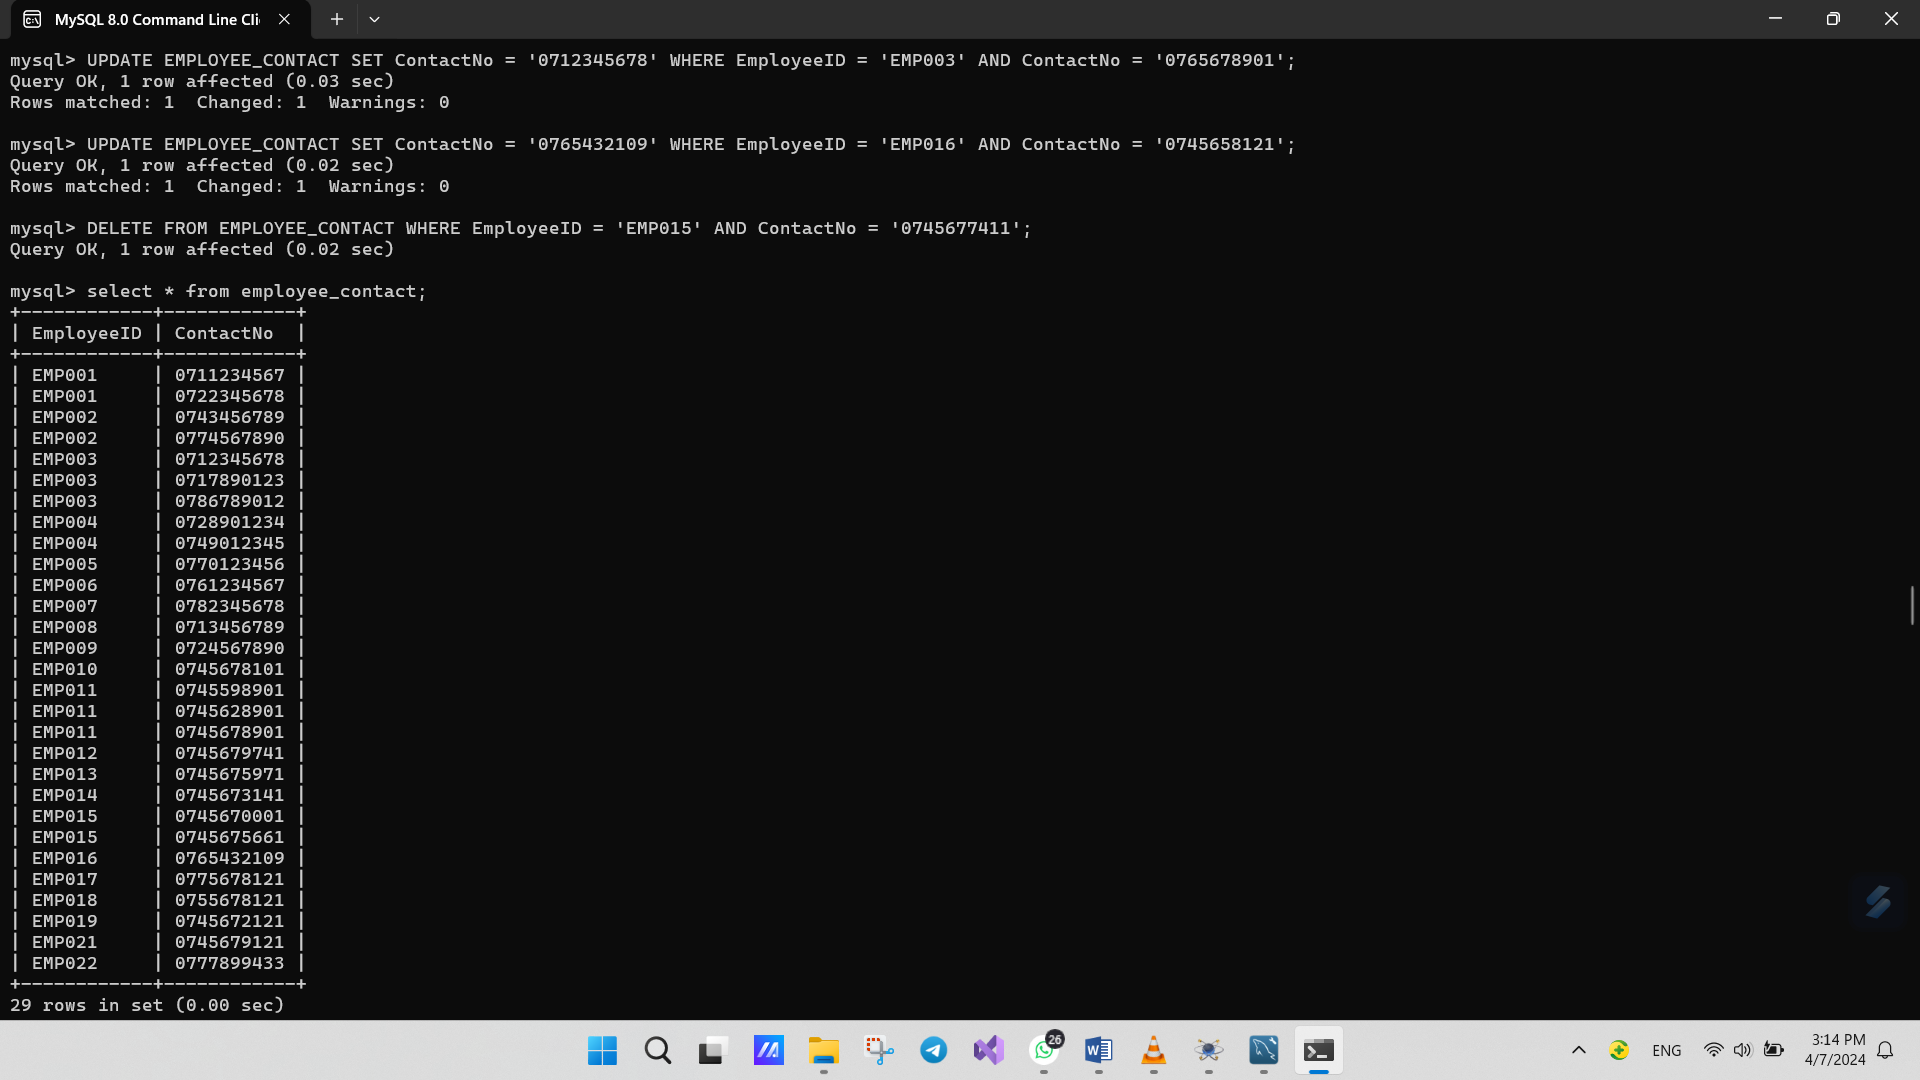 MySQL 8.0 Command Line Cli
mysql> UPDATE EMPLOYEE_CONTACT SET ContactNo = '0712345678' WHERE EmployeeID = 'EMP003' AND ContactNo = '0765678901';
Query OK, 1 row affected (0.03 sec)
Rows matched: 1  Changed: 1  Warnings: 0
mysql> UPDATE EMPLOYEE_CONTACT SET ContactNo = '0765432109' WHERE EmployeeID = 'EMP016' AND ContactNo = '0745658121';
Query OK, 1 row affected (0.02 sec)
Rows matched: 1  Changed: 1  Warnings: 0
mysql> DELETE FROM EMPLOYEE_CONTACT WHERE EmployeeID = 'EMP015' AND ContactNo = '0745677411';
Query OK, 1 row affected (0.02 sec)
mysql> select * from employee_contact;
+------------+------------+
| EmployeeID | ContactNo  |
+------------+------------+
| EMP001     | 0711234567 |
| EMP001     | 0722345678 |
| EMP002     | 0743456789 |
| EMP002     | 0774567890 |
| EMP003     | 0712345678 |
| EMP003     | 0717890123 |
| EMP003     | 0786789012 |
| EMP004     | 0728901234 |
| EMP004     | 0749012345 |
| EMP005     | 0770123456 |
| EMP006     | 0761234567 |
| EMP007     | 0782345678 |
| EMP008     | 0713456789 |
| EMP009     | 0724567890 |
| EMP010     | 0745678101 |
| EMP011     | 0745598901 |
| EMP011     | 0745628901 |
| EMP011     | 0745678901 |
| EMP012     | 0745679741 |
| EMP013     | 0745675971 |
| EMP014     | 0745673141 |
| EMP015     | 0745670001 |
| EMP015     | 0745675661 |
| EMP016     | 0765432109 |
| EMP017     | 0775678121 |
| EMP018     | 0755678121 |
| EMP019     | 0745672121 |
| EMP021     | 0745679121 |
| EMP022     | 0777899433 |
+------------+------------+
29 rows in set (0.00 sec)
26
ENG
3:14 PM
4/7/2024